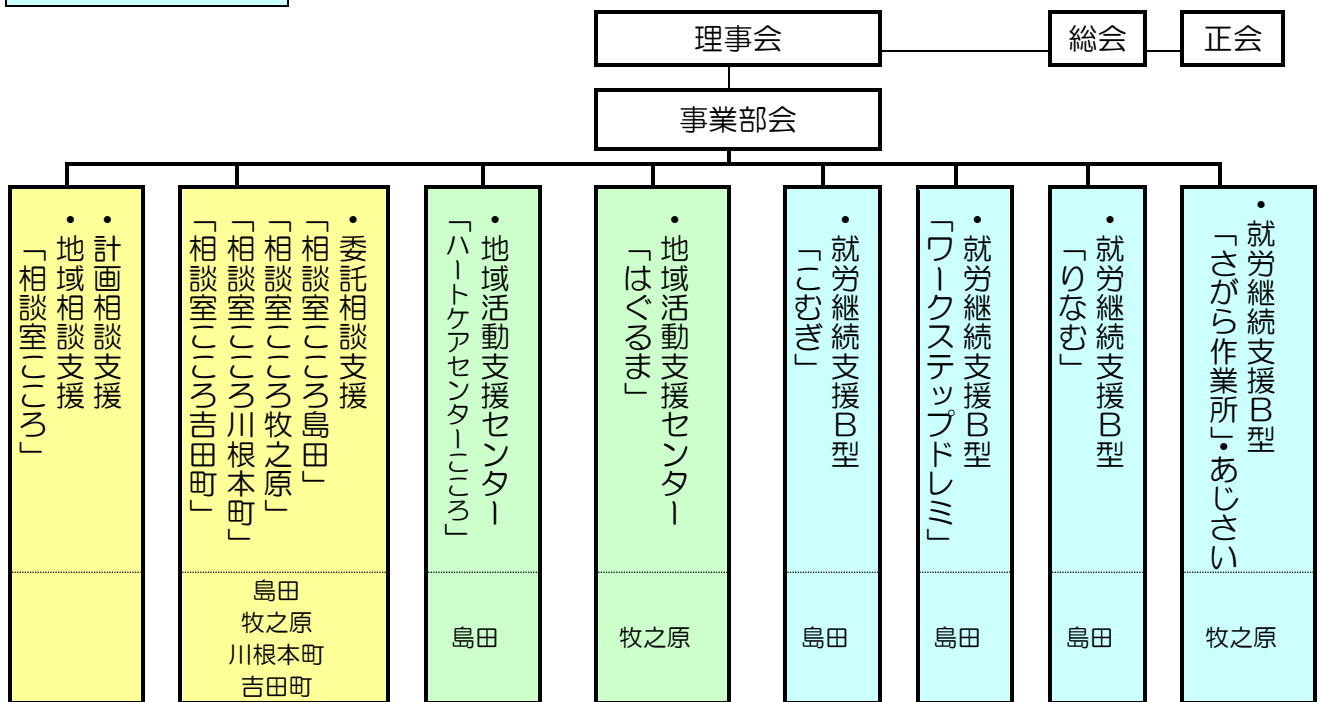 理事会
総会
正会
事業部会
・計画相談支援
・地域相談支援
「相談室こころ」
・委託相談支援
「相談室こころ島田」
「相談室こころ牧之原」
「相談室こころ川根本町」
「相談室こころ吉田町」
島田
牧之原
川根本町
吉田町
・地域活動支援センター
「ハートケアセンターこころ」
島田
・地域活動支援センター
「はぐるま」
牧之原
・就労継続支援B型
「こむぎ」
島田
・就労継続支援B型
「ワークステップドレミ」
島田
・就労継続支援B型
「りなむ」
島田
・就労継続支援B型
「さがら作業所」・あじさい
牧之原